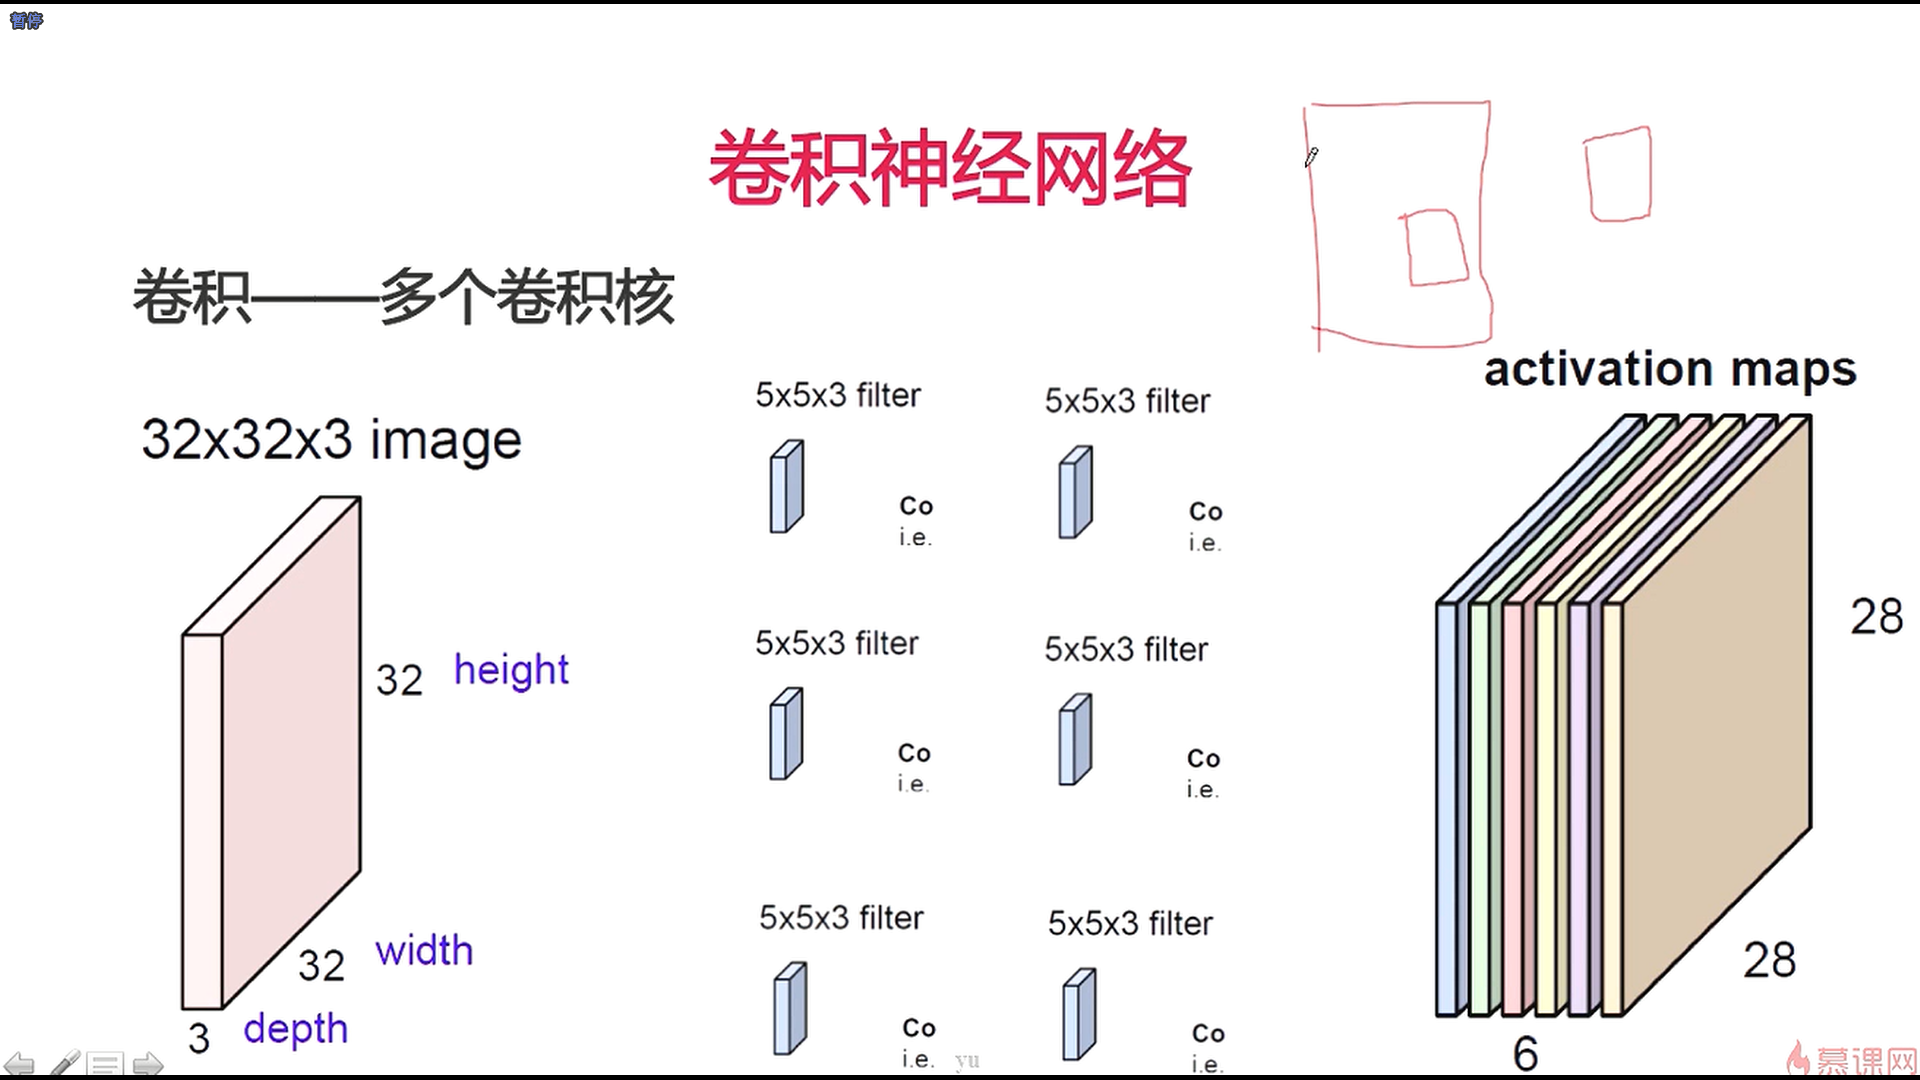 暂停
卷积神经网络
卷积——多个卷积核
activation maps
32x32x3 image
5x5x3 filter
5x5x3 filter
Co
i.e.
Co
i.e.
5x5x3 filter
5x5x3 filter
Co
i.e.
Co
i.e.
5x5x3 filter
5x5x3 filter
Co
i.e.
Co
i.e.
32 height
32 width
3 depth
28
28
6
yu
慕课网